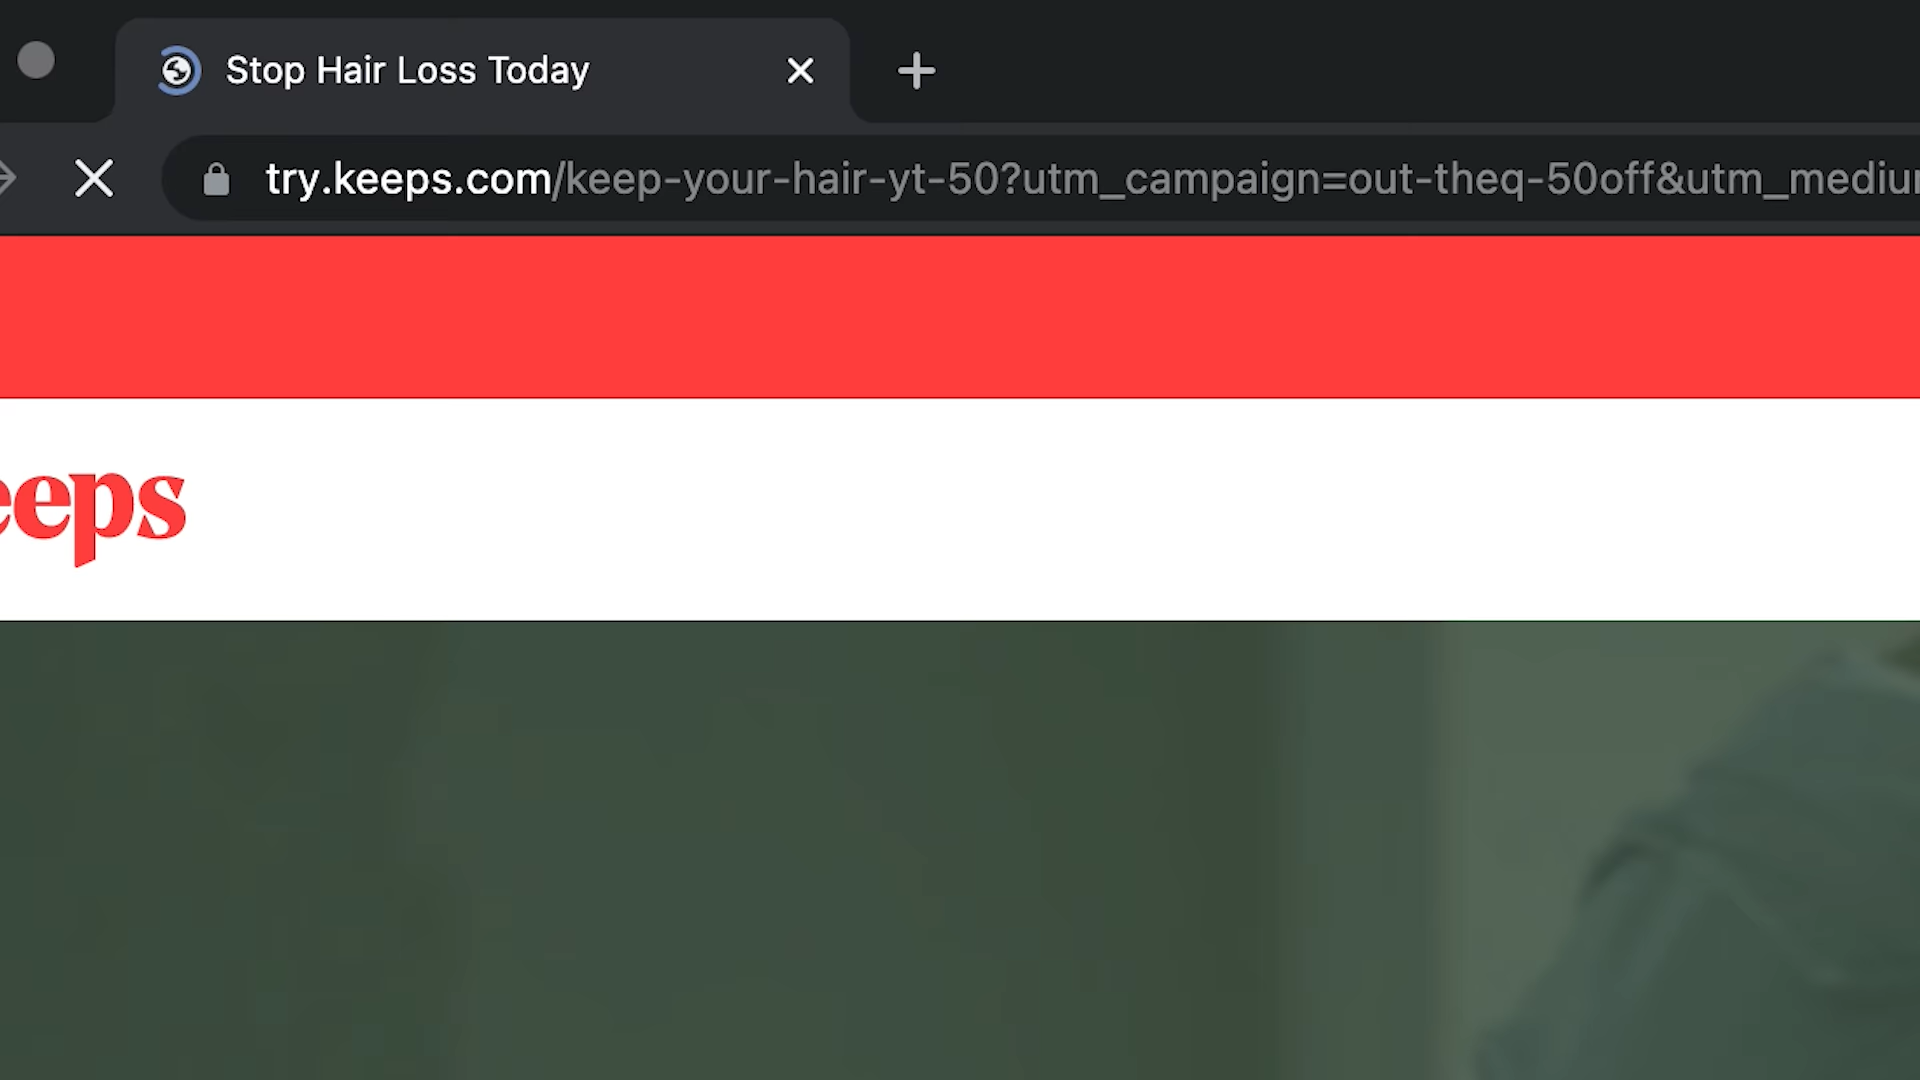 Stop Hair Loss Today
try.keeps.com/keep-your-hair-yt-50?utm_campaign=out-theq-50off&utm_mediu
eeps